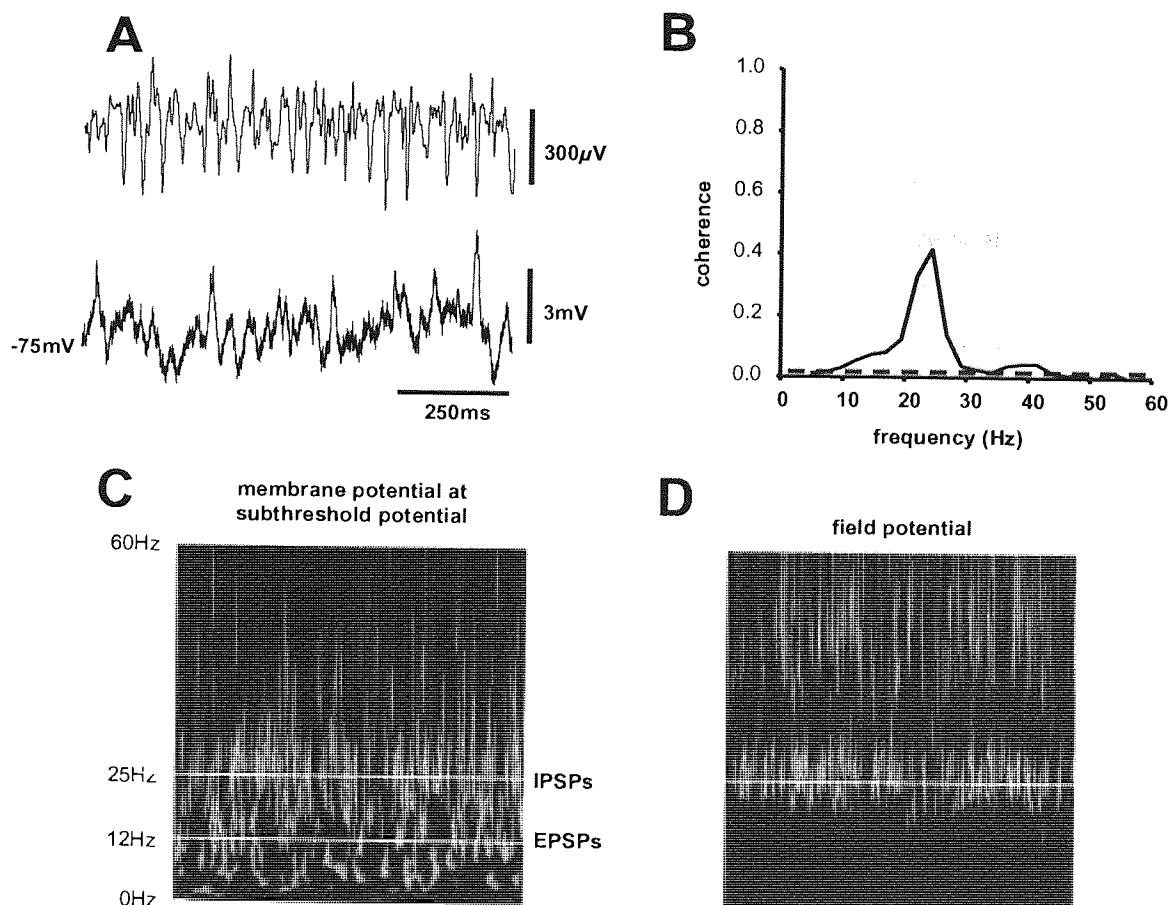 A
300µV
3mV
-75mV
250ms
B
1.0
0.8
0.6
0.4
0.2
0.0
coherence
0 10 20 30 40 50 60
frequency (Hz)
C
membrane potential at
subthreshold potential
60Hz
25Hz
12Hz
0Hz
IPSPs
EPSPs
D
field potential